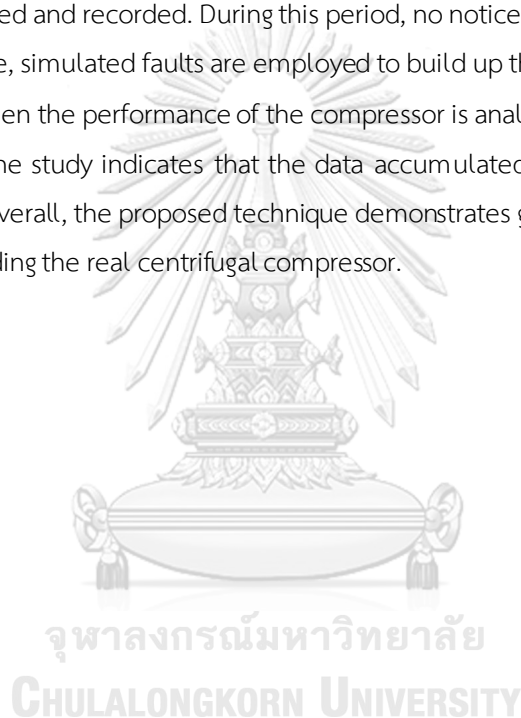 ed and recorded. During this period, no notice
e, simulated faults are employed to build up th
en the performance of the compressor is anal
ne study indicates that the data accumulated
verall, the proposed technique demonstrates g
ding the real centrifugal compressor.
จุฬาลงกรณ์มหาวิทยาลัย
CHULALONGKORN UNIVERSITY